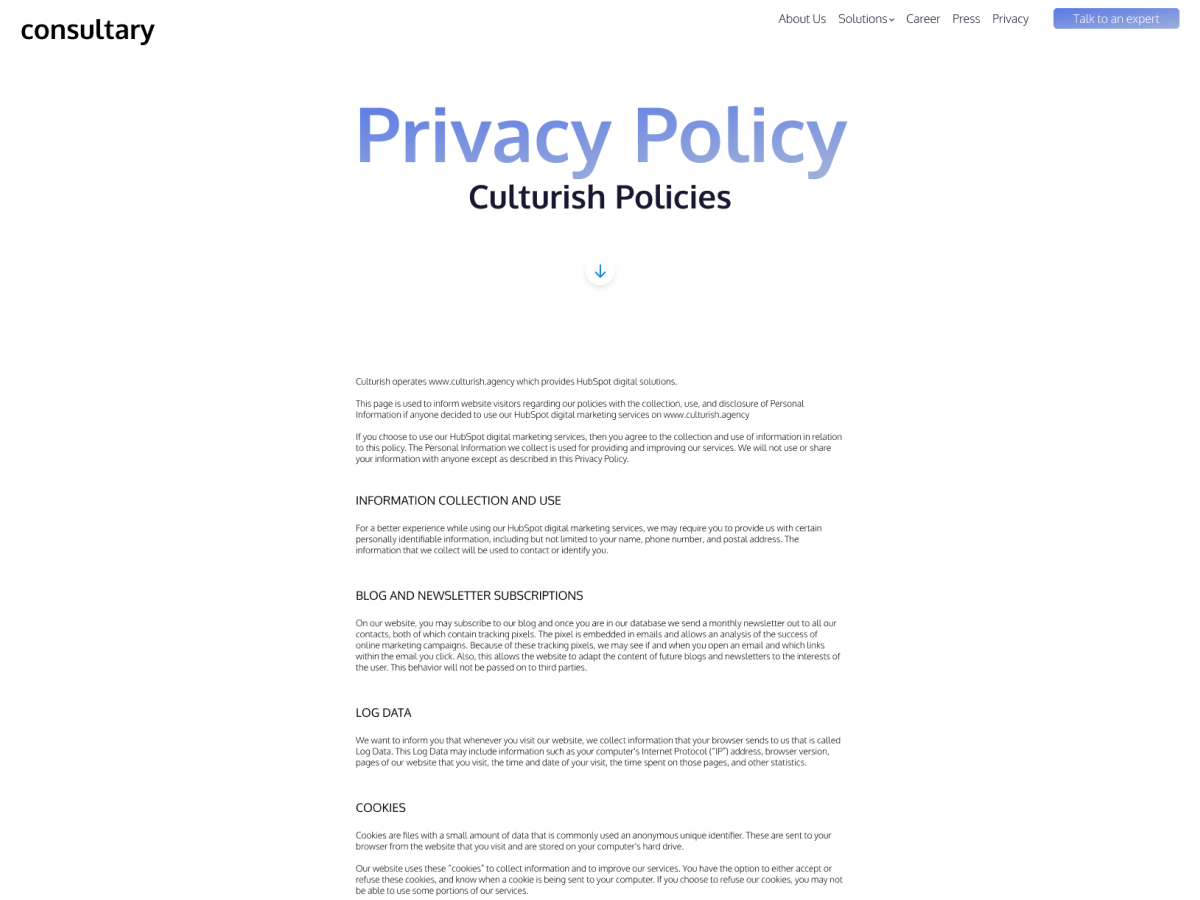 consultary
About Us Solutions Career Press Privacy Talk to an expert
Privacy Policy
Culturish Policies
Culturish operates www.culturish.agency which provides HubSpot digital solutions.
This page is used to inform website visitors regarding our policies with the collection, use, and disclosure of Personal
Information if anyone decided to use our HubSpot digital marketing services on www.culturish.agency
If you choose to use our HubSpot digital marketing services, then you agree to the collection and use of information in relation
to this policy. The Personal Information we collect is used for providing and improving our services. We will not use or share
your information with anyone except as described in this Privacy Policy.
INFORMATION COLLECTION AND USE
For a better experience while using our HubSpot digital marketing services, we may require you to provide us with certain
personally identifiable information, including but not limited to your name, phone number, and postal address. The
information that we collect will be used to contact or identify you.
BLOG AND NEWSLETTER SUBSCRIPTIONS
On our website, you may subscribe to our blog and once you are in our database we send a monthly newsletter out to all our
contacts, both of which contain tracking pixels. The pixel is embedded in emails and allows an analysis of the success of
online marketing campaigns. Because of these tracking pixels, we may see if and when you open an email and which links
within the email you click. Also, this allows the website to adapt the content of future blogs and newsletters to the interests of
the user. This behavior will not be passed on to third parties.
LOG DATA
We want to inform you that whenever you visit our website, we collect information that your browser sends to us that is called
Log Data. This Log Data may include information such as your computer's Internet Protocol ("IP") address, browser version,
pages of our website that you visit, the time and date of your visit, the time spent on those pages, and other statistics.
COOKIES
Cookies are files with a small amount of data that is commonly used an anonymous unique identifier. These are sent to your
browser from the website that you visit and are stored on your computer's hard drive.
Our website uses these "cookies" to collect information and to improve our services. You have the option to either accept or
refuse these cookies, and know when a cookie is being sent to your computer. If you choose to refuse our cookies, you may not
be able to use some portions of our services.